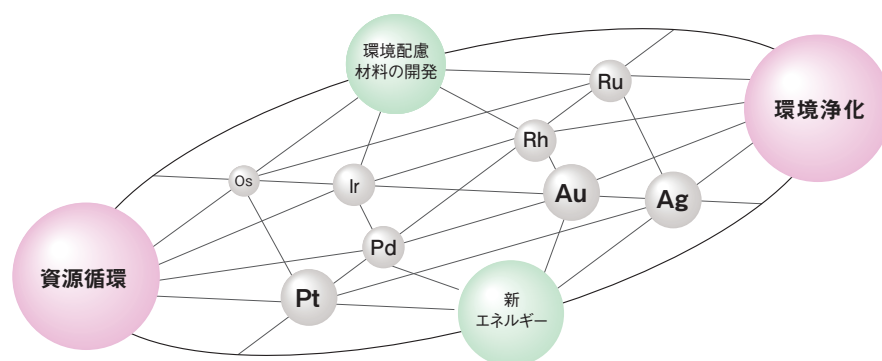 環境配慮
材料の開発
Ru
環境浄化
Rh
Os
Ir
Au
Ag
Pd
資源循環
Pt
新
エネルギー